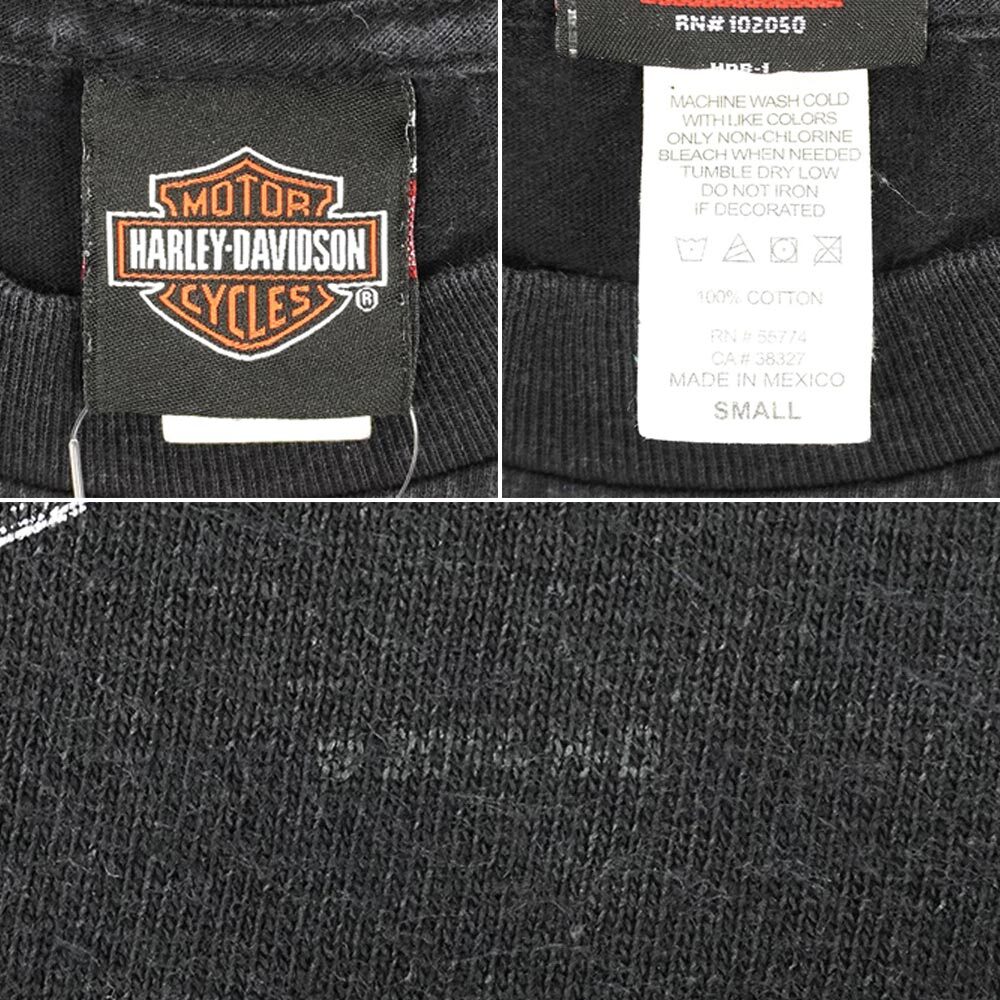 MOTOR
HARLEY-DAVIDSON
CYCLES ®
RN# 102050
MACHINE WASH COLD
WITH LIKE COLORS
ONLY NON-CHLORINE
BLEACH WHEN NEEDED
TUMBLE DRY LOW
DO NOT IRON
IF DECORATED
100% COTTON
RN # 55774
CA # 38327
MADE IN MEXICO
SMALL